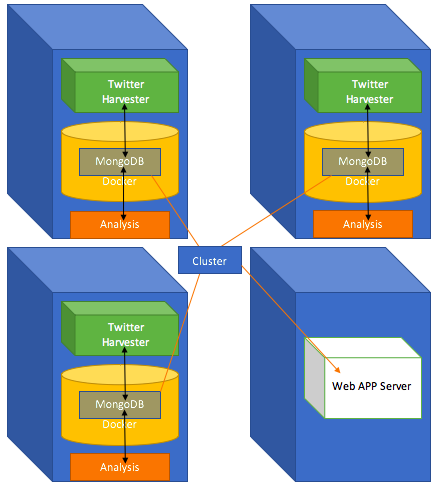 Twitter
Harvester
MongoDB
Docker
Analysis
Twitter
Harvester
MongoDB
Docker
Analysis
Cluster
Twitter
Harvester
MongoDB
Docker
Analysis
Web APP Server